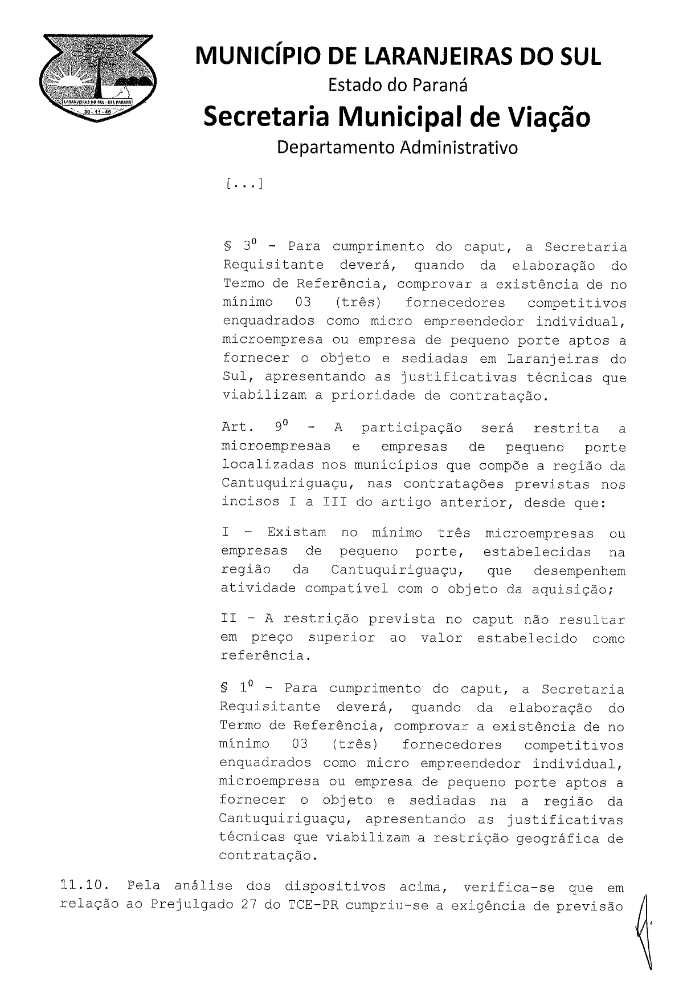 LARANJEIRAS DO SUL - EST. PARANÁ
30-11-46
MUNICÍPIO DE LARANJEIRAS DO SUL
Estado do Paraná
Secretaria Municipal de Viação
Departamento Administrativo
[...]
§ 3º - Para cumprimento do caput, a Secretaria
Requisitante deverá, quando da elaboração do
Termo de Referência, comprovar a existência de no
mínimo 03 (três) fornecedores competitivos
enquadrados como micro empreendedor individual,
microempresa ou empresa de pequeno porte aptos a
fornecer o objeto e sediadas em Laranjeiras do
Sul, apresentando as justificativas técnicas que
viabilizam a prioridade de contratação.
Art. 9º - A participação será restrita a
microempresas e empresas de pequeno porte
localizadas nos municípios que compõe a região da
Cantuquiriguaçu, nas contratações previstas nos
incisos I a III do artigo anterior, desde que:
I - Existam no mínimo três microempresas ou
empresas de pequeno porte, estabelecidas na
região da Cantuquiriguaçu, que desempenhem
atividade compatível com o objeto da aquisição;
II - A restrição prevista no caput não resultar
em preço superior ao valor estabelecido como
referência.
§ 1º - Para cumprimento do caput, a Secretaria
Requisitante deverá, quando da elaboração do
Termo de Referência, comprovar a existência de no
mínimo 03 (três) fornecedores competitivos
enquadrados como micro empreendedor individual,
microempresa ou empresa de pequeno porte aptos a
fornecer o objeto e sediadas na a região da
Cantuquiriguaçu, apresentando as justificativas
técnicas que viabilizam a restrição geográfica de
contratação.
11.10. Pela análise dos dispositivos acima, verifica-se que em
relação ao Prejulgado 27 do TCE-PR cumpriu-se a exigência de previsão